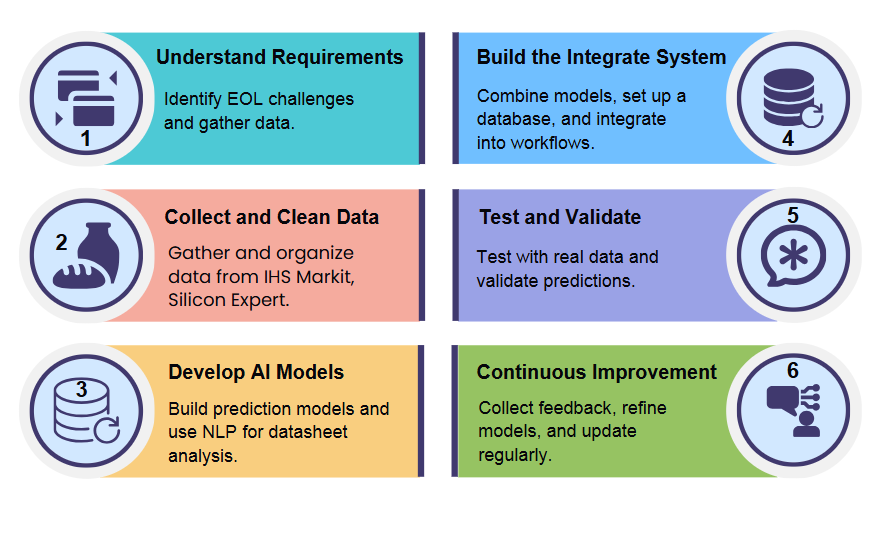 1
Understand Requirements
Identify EOL challenges
and gather data.
2
Collect and Clean Data
Gather and organize
data from IHS Markit,
Silicon Expert.
3
Develop AI Models
Build prediction models and
use NLP for datasheet
analysis.
4
Build the Integrate System
Combine models, set up a
database, and integrate
into workflows.
5
Test and Validate
Test with real data and
validate predictions.
6
Continuous Improvement
Collect feedback, refine
models, and update
regularly.